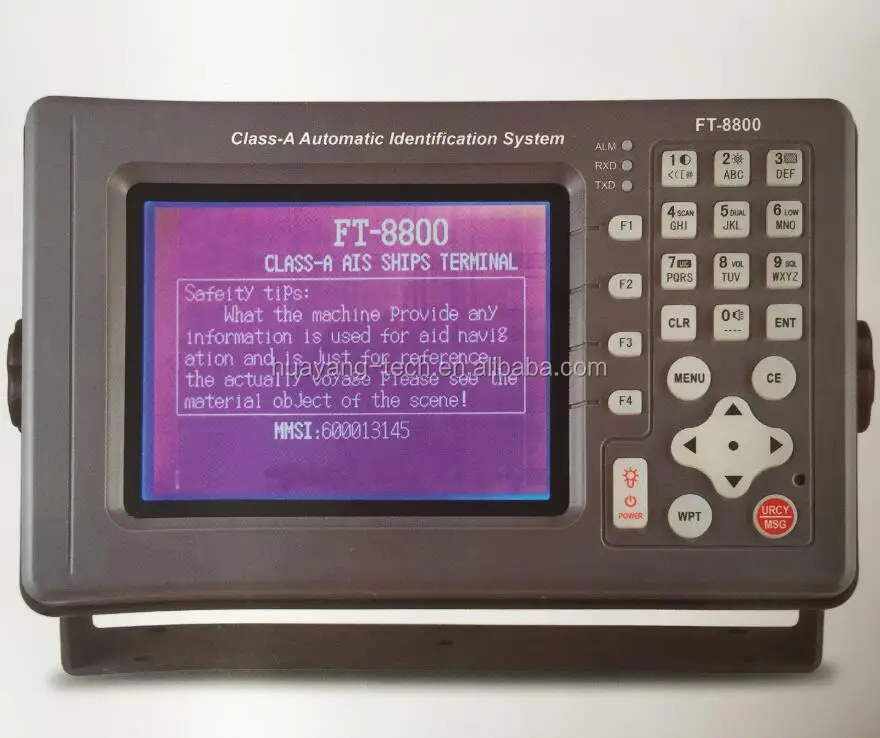 FT-8800
Class-A Automatic Identification System
ALM
RXD
TXD
1
<([@
2
ABC
3
DEF
4 SCAN
GHI
5 DUAL
JKL
6 LOW
MNO
7
PQRS
8 VOL
TUV
9 SQL
WXYZ
CLR
0
----
ENT
F1
F2
F3
F4
MENU
CE
WPT
URCY
MSG
POWER
FT-8800
CLASS-A AIS SHIPS TERMINAL
Safeity tips:
What the machine Provide any
information is used for aid navig
ation and is just for reference
the actually voyage Please see the
material object of the scene!
MMSI:600013145
huayang-tech.en.alibaba.com